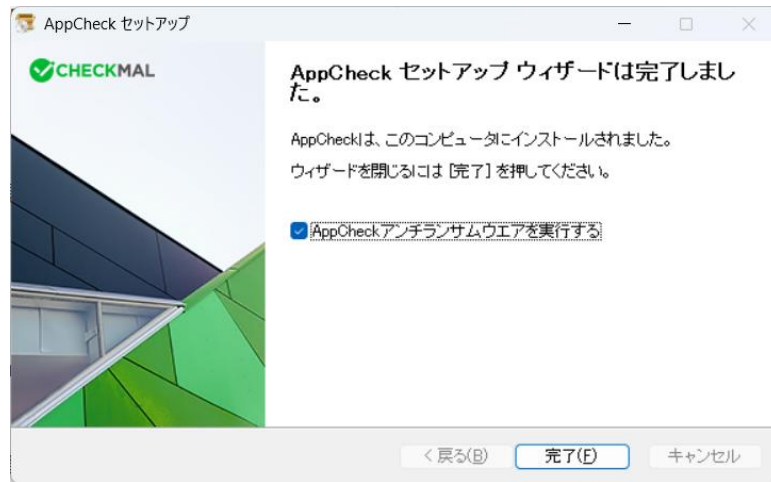 AppCheck セットアップ
CHECKMAL
AppCheck セットアップ ウィザードは完了しまし
た。
AppCheckは、このコンピュータにインストールされました。
ウィザードを閉じるには [完了] を押してください。
AppCheckアンチランサムウエアを実行する
< 戻る(B)
完了(F)
キャンセル